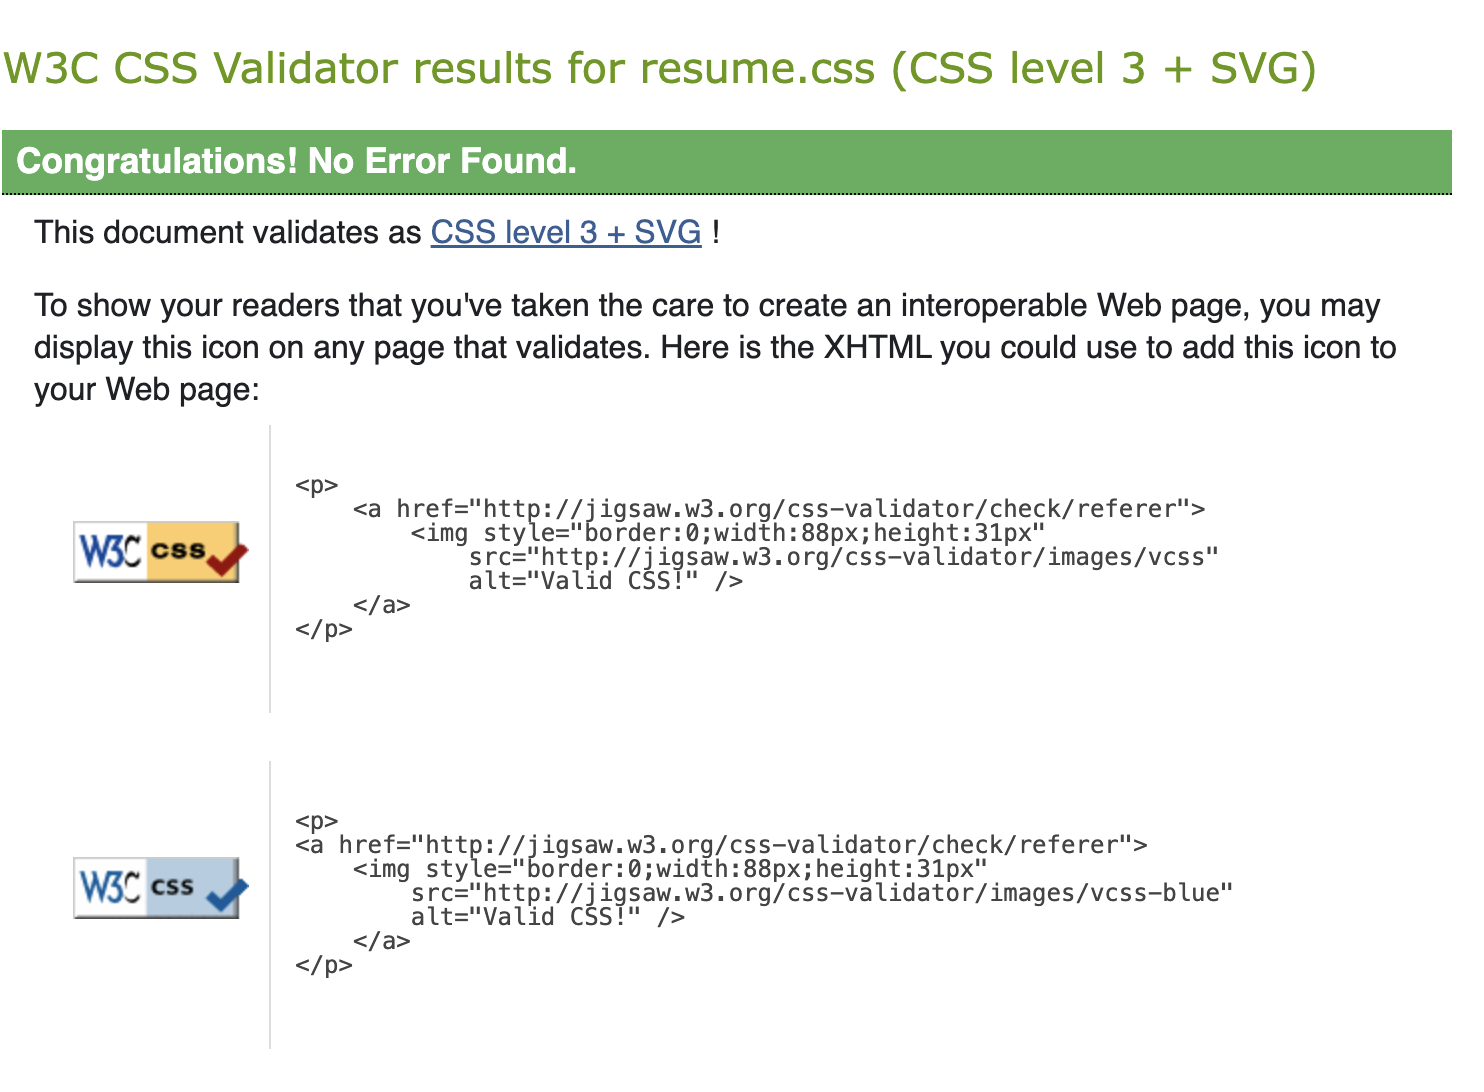 W3C CSS Validator results for resume.css (CSS level 3 + SVG)
Congratulations! No Error Found.
This document validates as CSS level 3 + SVG !
To show your readers that you've taken the care to create an interoperable Web page, you may
display this icon on any page that validates. Here is the XHTML you could use to add this icon to
your Web page:
W3C css
<p>
    <a href="http://jigsaw.w3.org/css-validator/check/referer">
        <img style="border:0;width:88px;height:31px"
            src="http://jigsaw.w3.org/css-validator/images/vcss"
            alt="Valid CSS!" />
    </a>
</p>
W3C css
<p>
<a href="http://jigsaw.w3.org/css-validator/check/referer">
    <img style="border:0;width:88px;height:31px"
        src="http://jigsaw.w3.org/css-validator/images/vcss-blue"
        alt="Valid CSS!" />
    </a>
</p>